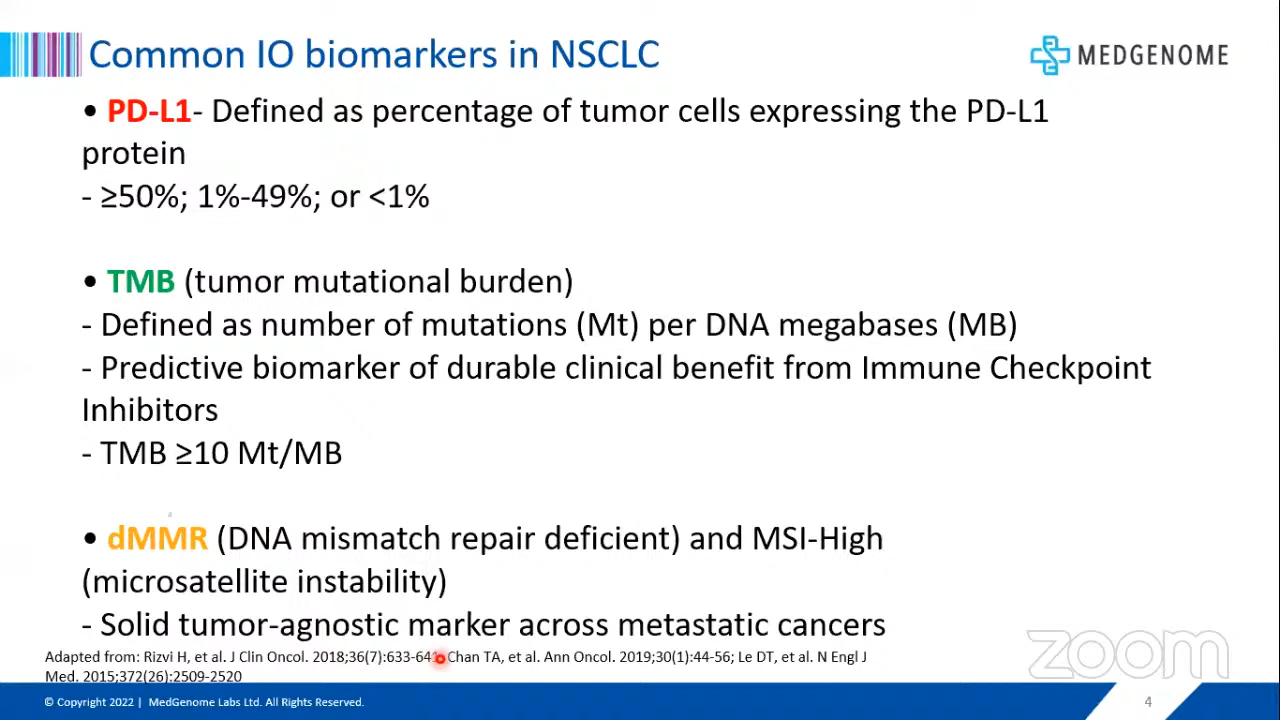 Common IO biomarkers in NSCLC
MEDGENOME
• PD-L1- Defined as percentage of tumor cells expressing the PD-L1
protein
- ≥50%; 1%-49%; or <1%
• TMB (tumor mutational burden)
- Defined as number of mutations (Mt) per DNA megabases (MB)
- Predictive biomarker of durable clinical benefit from Immune Checkpoint
Inhibitors
- TMB ≥10 Mt/MB
• dMMR (DNA mismatch repair deficient) and MSI-High
(microsatellite instability)
- Solid tumor-agnostic marker across metastatic cancers
Adapted from: Rizvi H, et al. J Clin Oncol. 2018;36(7):633-641 Chan TA, et al. Ann Oncol. 2019;30(1):44-56; Le DT, et al. N Engl J
Med. 2015;372(26):2509-2520
zoom
© Copyright 2022 | MedGenome Labs Ltd. All Rights Reserved.
4